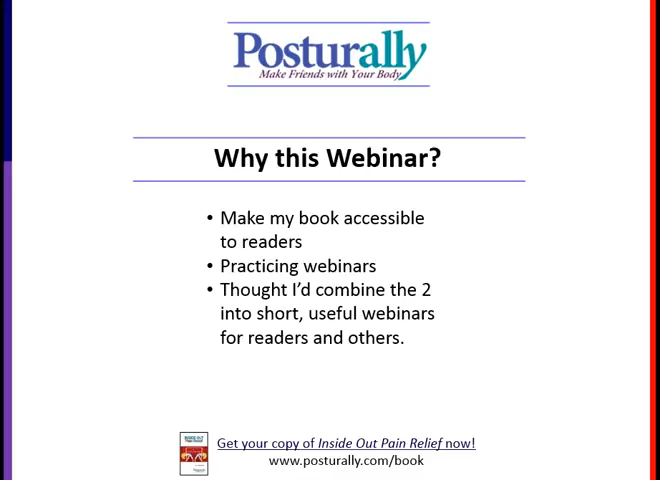 Posturally
Make Friends with Your Body
Why this Webinar?
• Make my book accessible
to readers
• Practicing webinars
• Thought I’d combine the 2
into short, useful webinars
for readers and others.
INSIDE OUT
Get your copy of Inside Out Pain Relief now!
www.posturally.com/book